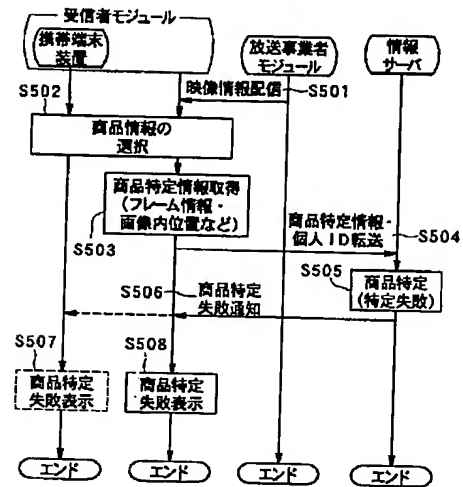 受信者モジュール
携帯端末
装置
放送事業者
モジュール
情報
サーバ
映像情報配信
S501
S502
商品情報の
選択
商品特定情報取得
(フレーム情報・
画像内位置など)
S503
商品特定情報・
個人ID転送
S504
S505
商品特定
(特定失敗)
S506
商品特定
失敗通知
S507
商品特定
失敗表示
S508
商品特定
失敗表示
エンド
エンド
エンド
エンド